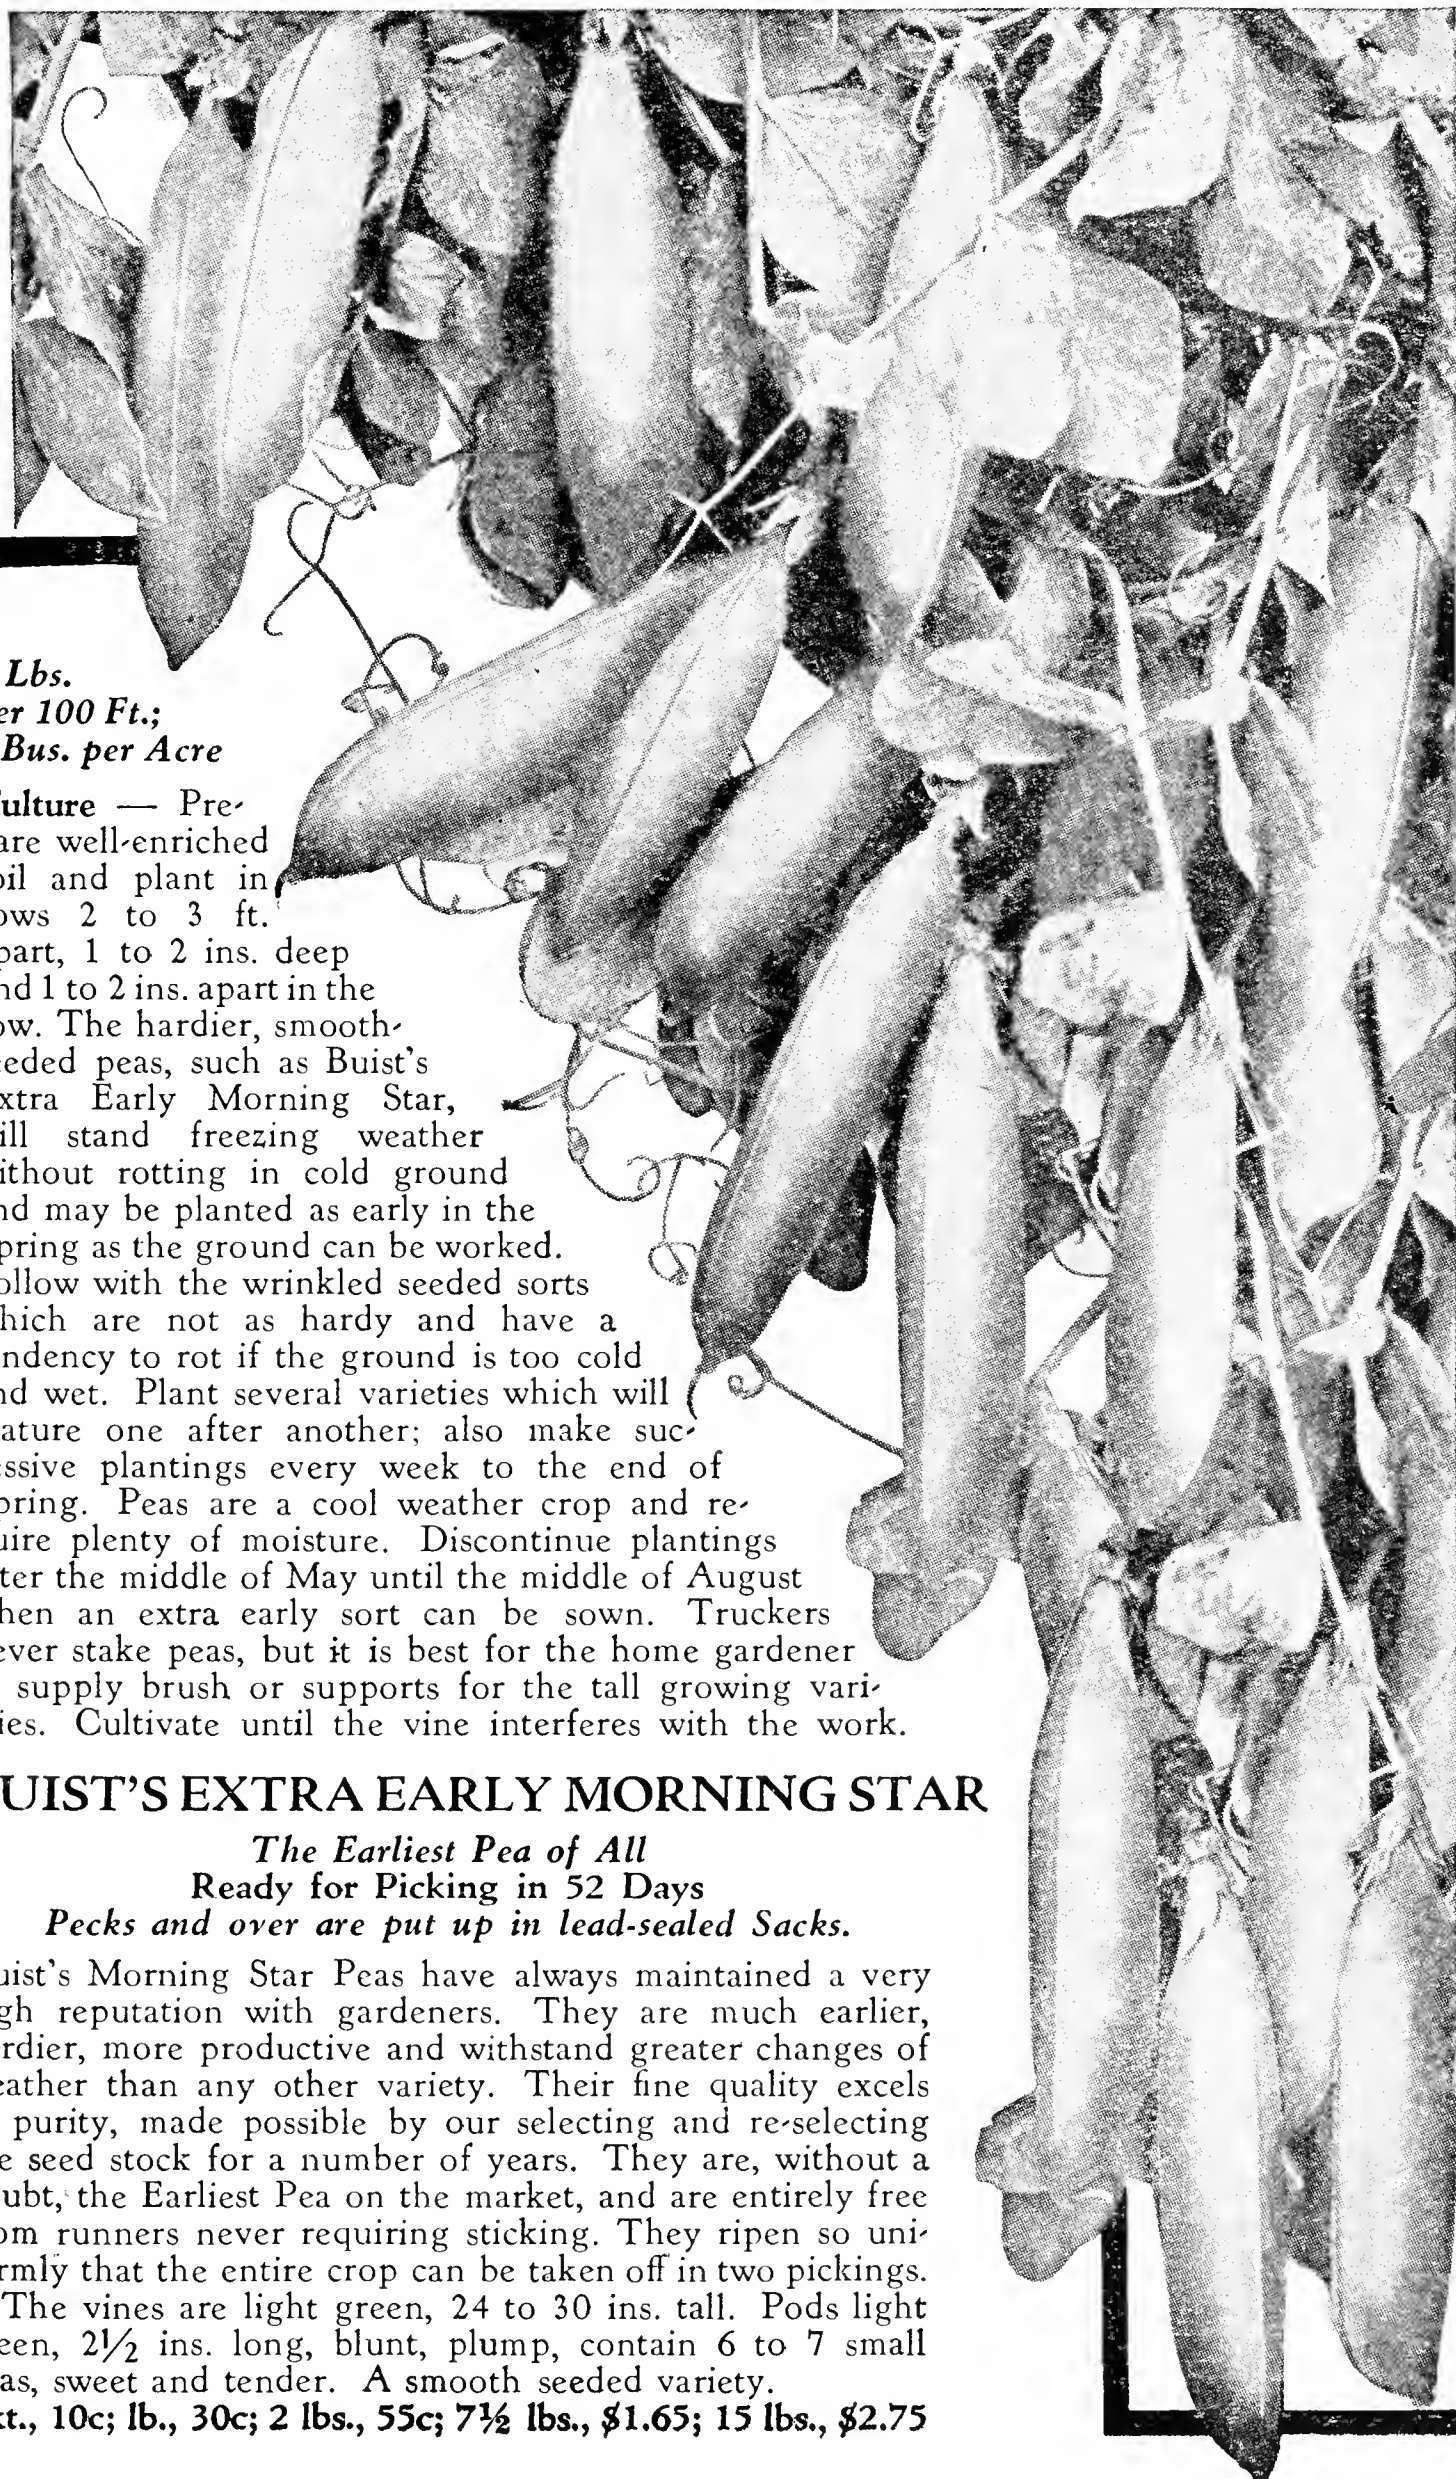 Lbs.
er 100 Ft.;
Bus. per Acre
ulture — Pre-
are well-enriched
oil and plant in
ows 2 to 3 ft.
part, 1 to 2 ins. deep
nd 1 to 2 ins. apart in the
ow. The hardier, smooth-
eeded peas, such as Buist's
xtra Early Morning Star,
ill stand freezing weather
ithout rotting in cold ground
nd may be planted as early in the
pring as the ground can be worked.
ollow with the wrinkled seeded sorts
hich are not as hardy and have a
ndency to rot if the ground is too cold
nd wet. Plant several varieties which will
ature one after another; also make suc-
essive plantings every week to the end of
pring. Peas are a cool weather crop and re-
uire plenty of moisture. Discontinue plantings
ter the middle of May until the middle of August
hen an extra early sort can be sown. Truckers
ever stake peas, but it is best for the home gardener
supply brush or supports for the tall growing vari-
ies. Cultivate until the vine interferes with the work.
UIST'S EXTRA EARLY MORNING STAR
The Earliest Pea of All
Ready for Picking in 52 Days
Pecks and over are put up in lead-sealed Sacks.
uist's Morning Star Peas have always maintained a very
gh reputation with gardeners. They are much earlier,
rdier, more productive and withstand greater changes of
eather than any other variety. Their fine quality excels
purity, made possible by our selecting and re-selecting
e seed stock for a number of years. They are, without a
ubt, the Earliest Pea on the market, and are entirely free
om runners never requiring sticking. They ripen so uni-
rmly that the entire crop can be taken off in two pickings.
The vines are light green, 24 to 30 ins. tall. Pods light
een, 2½ ins. long, blunt, plump, contain 6 to 7 small
as, sweet and tender. A smooth seeded variety.
kt., 10c; lb., 30c; 2 lbs., 55c; 7½ lbs., $1.65; 15 lbs., $2.75